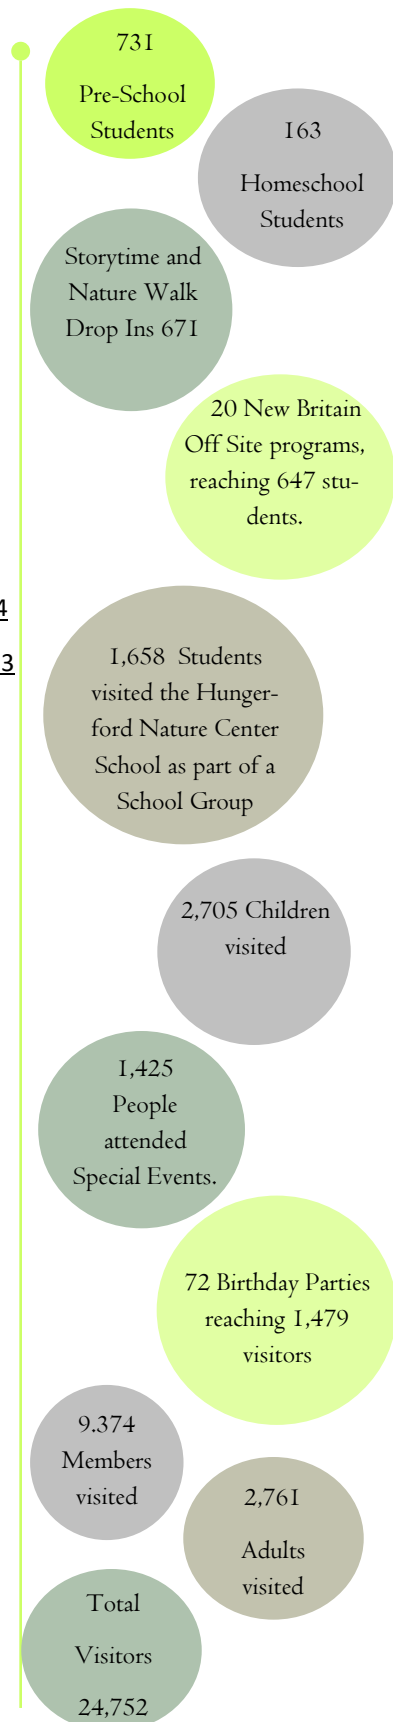 731
Pre-School
Students
163
Homeschool
Students
Storytime and
Nature Walk
Drop Ins 671
20 New Britain
Off Site programs,
reaching 647 stu-
dents.
4
3
1,658 Students
visited the Hunger-
ford Nature Center
School as part of a
School Group
2,705 Children
visited
1,425
People
attended
Special Events.
72 Birthday Parties
reaching 1,479
visitors
9.374
Members
visited
2,761
Adults
visited
Total
Visitors
24,752